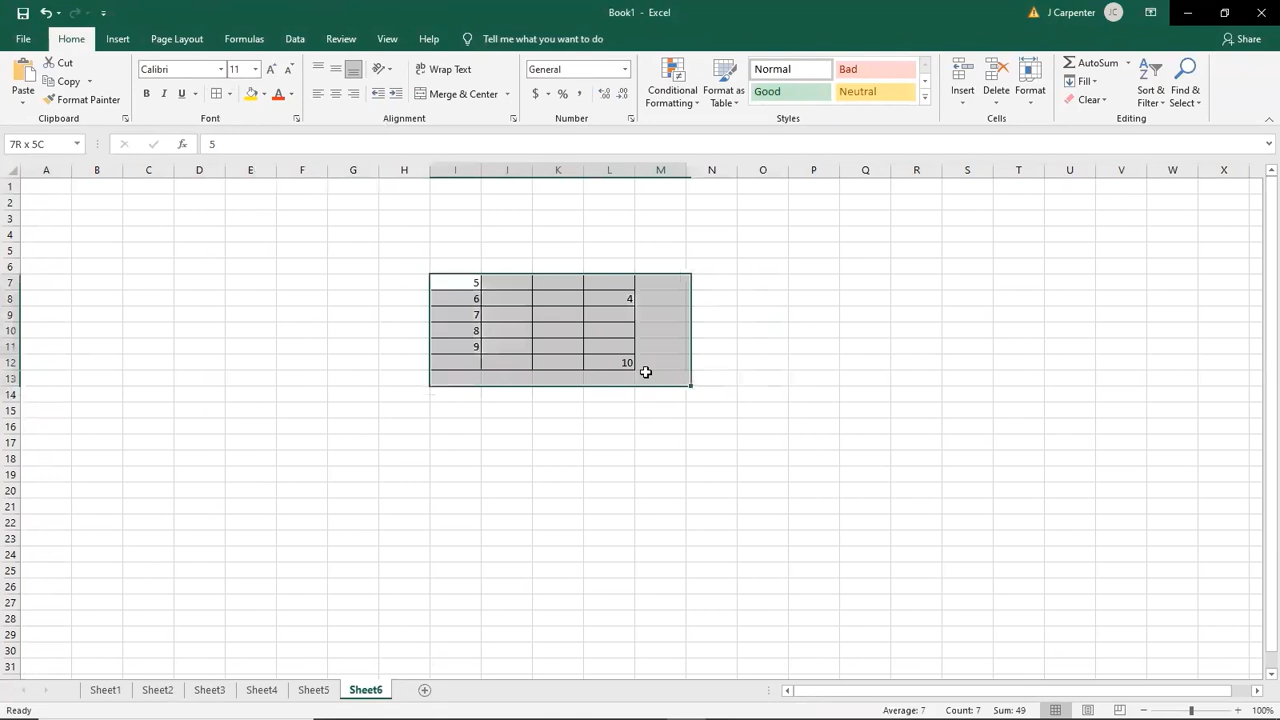 Book1 - Excel
J Carpenter JC
File Home Insert Page Layout Formulas Data Review View Help Tell me what you want to do Share
Paste Cut Copy Format Painter Clipboard
Calibri 11 A A B I U A Font
ab Wrap Text Merge & Center Alignment
General $ % , Number
Conditional Formatting Format as Table Normal Bad Good Neutral Styles
Insert Delete Format Cells
AutoSum Fill Clear Sort & Filter Find & Select Editing
7R x 5C fx 5
A B C D E F G H I J K L M N O P Q R S T U V W X
1
2
3
4
5
6
7 5
8 6 4
9 7
10 8
11 9
12 10
13
14
15
16
17
18
19
20
21
22
23
24
25
26
27
28
29
30
31
Sheet1 Sheet2 Sheet3 Sheet4 Sheet5 Sheet6
Ready Average: 7 Count: 7 Sum: 49 100%